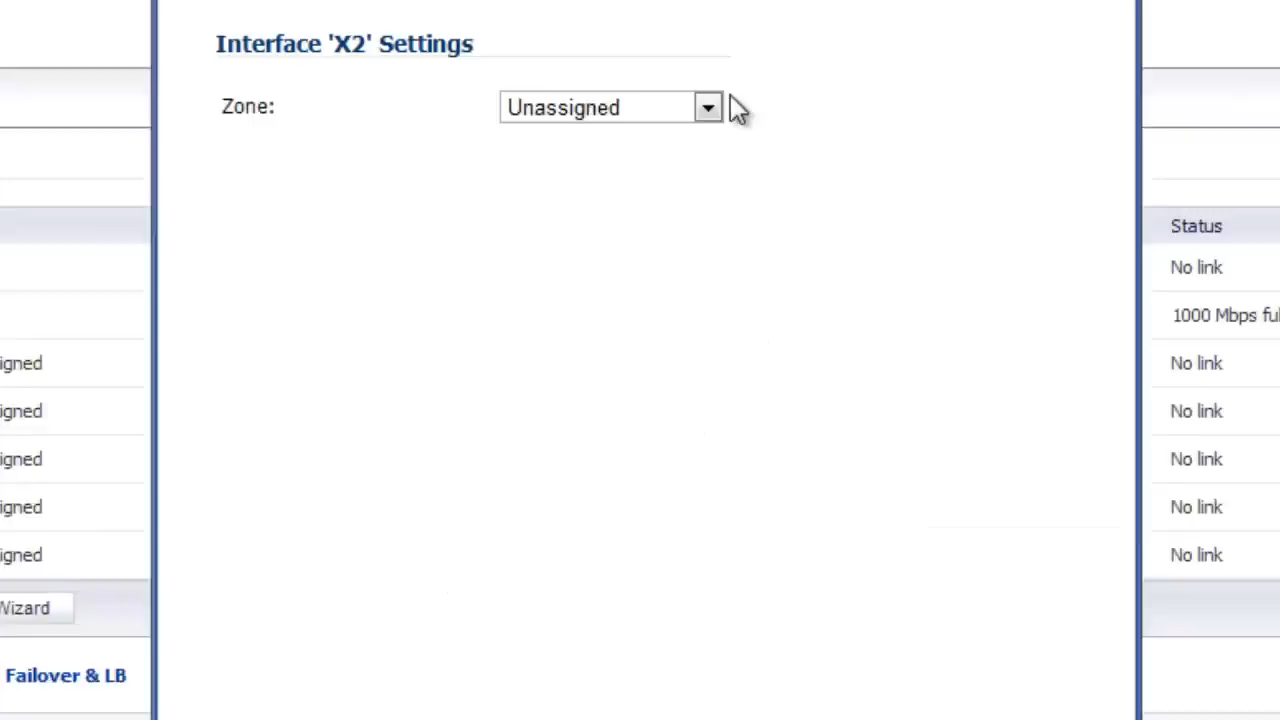 Interface 'X2' Settings
Zone: Unassigned
Status
No link
1000 Mbps ful
igned No link
igned No link
igned No link
igned No link
igned No link
Wizard
Failover & LB